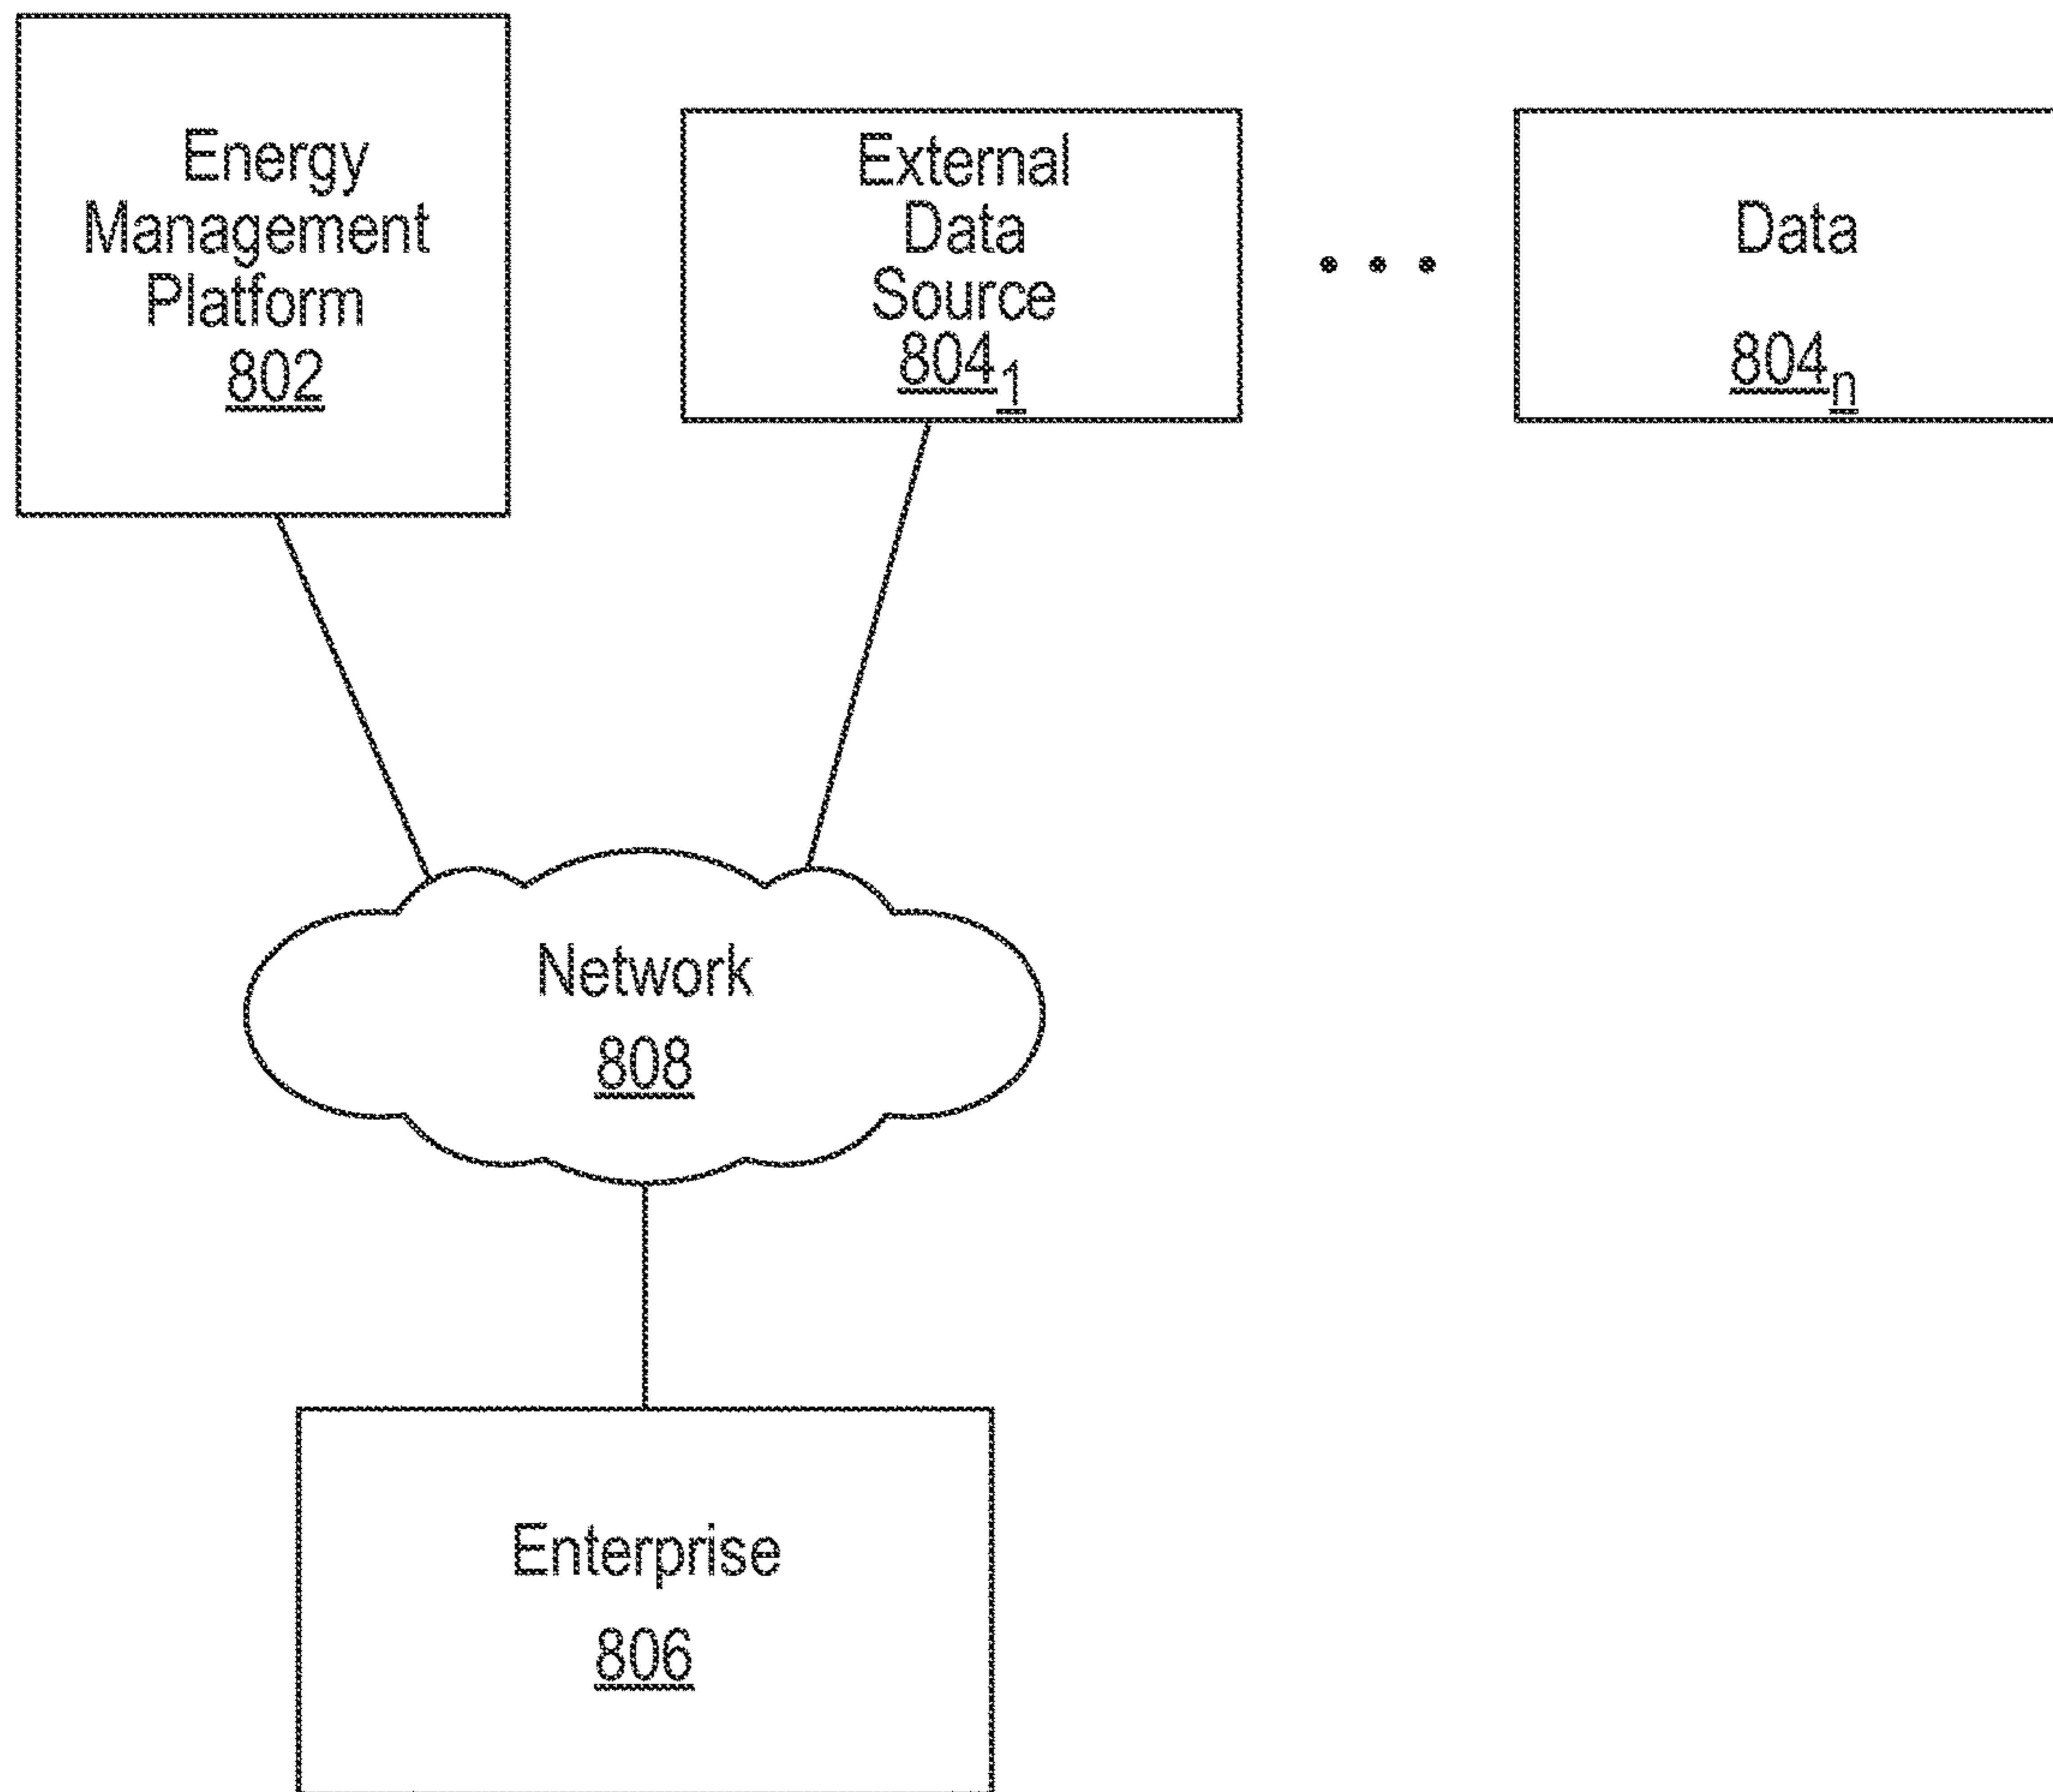 Energy
Management
Platform
802
External
Data
Source
804₁
• • •
Data
804ₙ
Network
808
Enterprise
806